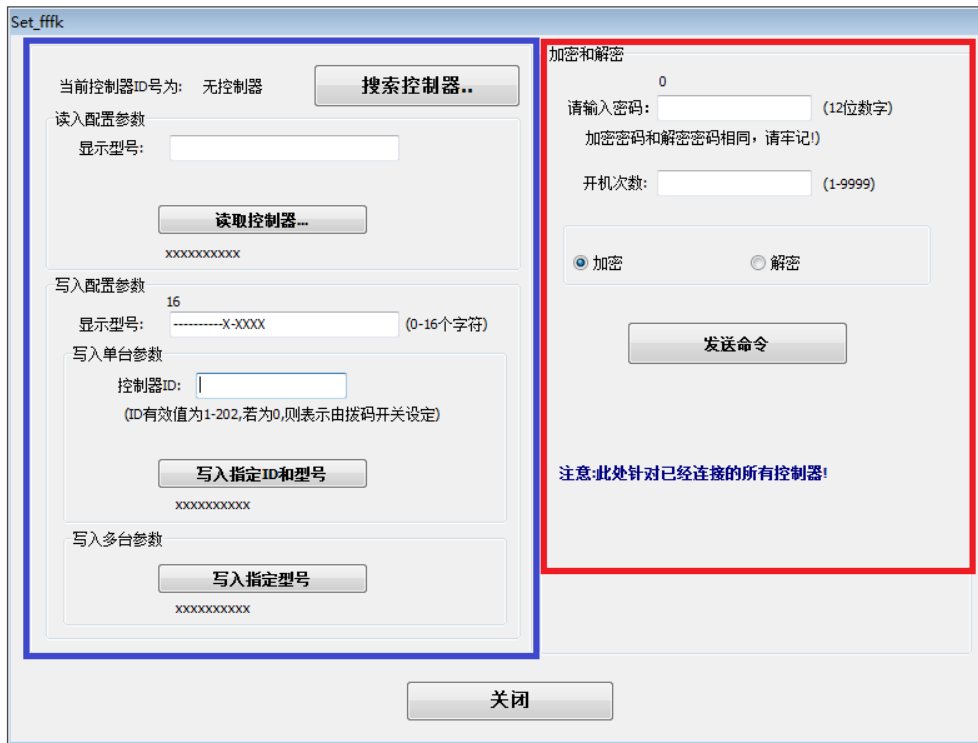 Set_fffk
当前控制器ID号为: 无控制器 搜索控制器..
读入配置参数
显示型号:
读取控制器...
xxxxxxxxxx
写入配置参数
16
显示型号: ----------X-XXXX (0-16个字符)
写入单台参数
控制器ID:
(ID有效值为1-202,若为0,则表示由拨码开关设定)
写入指定ID和型号
xxxxxxxxxx
写入多台参数
写入指定型号
xxxxxxxxxx
加密和解密
0
请输入密码: (12位数字)
加密密码和解密密码相同，请牢记!)
开机次数: (1-9999)
加密 解密
发送命令
注意:此处针对已经连接的所有控制器!
关闭